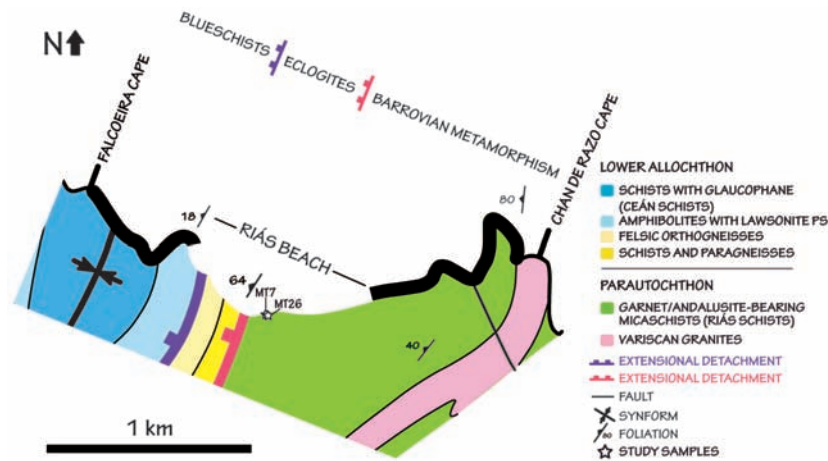 N
BLUESCHISTS
ECLOGITES
BARROVIAN METAMORPHISM
FALCOEIRA CAPE
CHAN DE RAZO CAPE
18
RIÁS BEACH
80
64
MT7
MT26
40
1 km
LOWER ALLOCHTHON
SCHISTS WITH GLAUCOPHANE
(CEÁN SCHISTS)
AMPHIBOLITES WITH LAWSONITE PS
FELSIC ORTHOGNEISSES
SCHISTS AND PARAGNEISSES
PARAUTOCHTHON
GARNET/ANDALUSITE-BEARING
MICASCHISTS (RIÁS SCHISTS)
VARISCAN GRANITES
EXTENSIONAL DETACHMENT
EXTENSIONAL DETACHMENT
FAULT
SYNFORM
80 FOLIATION
STUDY SAMPLES